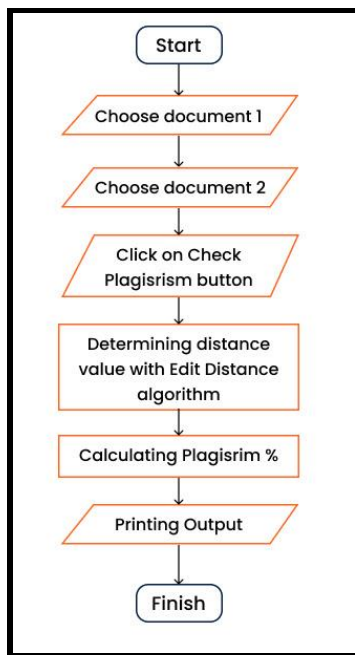 Start
Choose document 1
Choose document 2
Click on Check
Plagisrism button
Determining distance
value with Edit Distance
algorithm
Calculating Plagisrim %
Printing Output
Finish